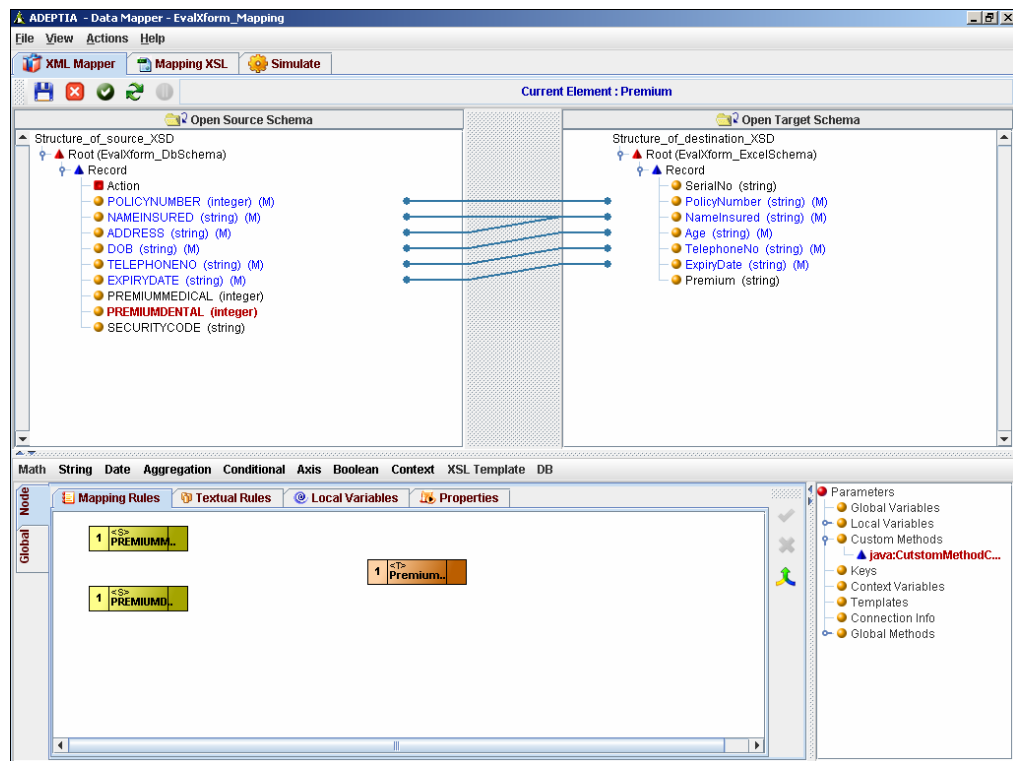 ADEPTIA - Data Mapper - EvalXform_Mapping
File View Actions Help
XML Mapper Mapping XSL Simulate
Current Element : Premium
Open Source Schema
Structure_of_source_XSD
Root (EvalXform_DbSchema)
Record
Action
POLICYNUMBER (integer) (M)
NAMEINSURED (string) (M)
ADDRESS (string) (M)
DOB (string) (M)
TELEPHONENO (string) (M)
EXPIRYDATE (string) (M)
PREMIUMMEDICAL (integer)
PREMIUMDENTAL (integer)
SECURITYCODE (string)
Open Target Schema
Structure_of_destination_XSD
Root (EvalXform_ExcelSchema)
Record
SerialNo (string)
PolicyNumber (string) (M)
NameInsured (string) (M)
Age (string) (M)
TelephoneNo (string) (M)
ExpiryDate (string) (M)
Premium (string)
Math String Date Aggregation Conditional Axis Boolean Context XSL Template DB
Node
Global
Mapping Rules Textual Rules Local Variables Properties
1 <S> PREMIUMM..
1 <T> Premium..
1 <S> PREMIUMD..
Parameters
Global Variables
Local Variables
Custom Methods
java:CutstomMethodC...
Keys
Context Variables
Templates
Connection Info
Global Methods